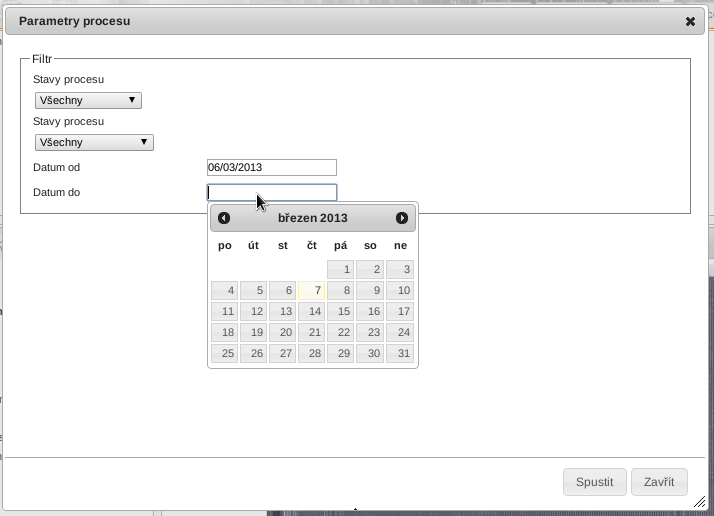 Parametry procesu
Filtr
Stavy procesu
Všechny
Stavy procesu
Všechny
Datum od 06/03/2013
Datum do
březen 2013
po út st čt pá so ne
1 2 3
4 5 6 7 8 9 10
11 12 13 14 15 16 17
18 19 20 21 22 23 24
25 26 27 28 29 30 31
Spustit Zavřít